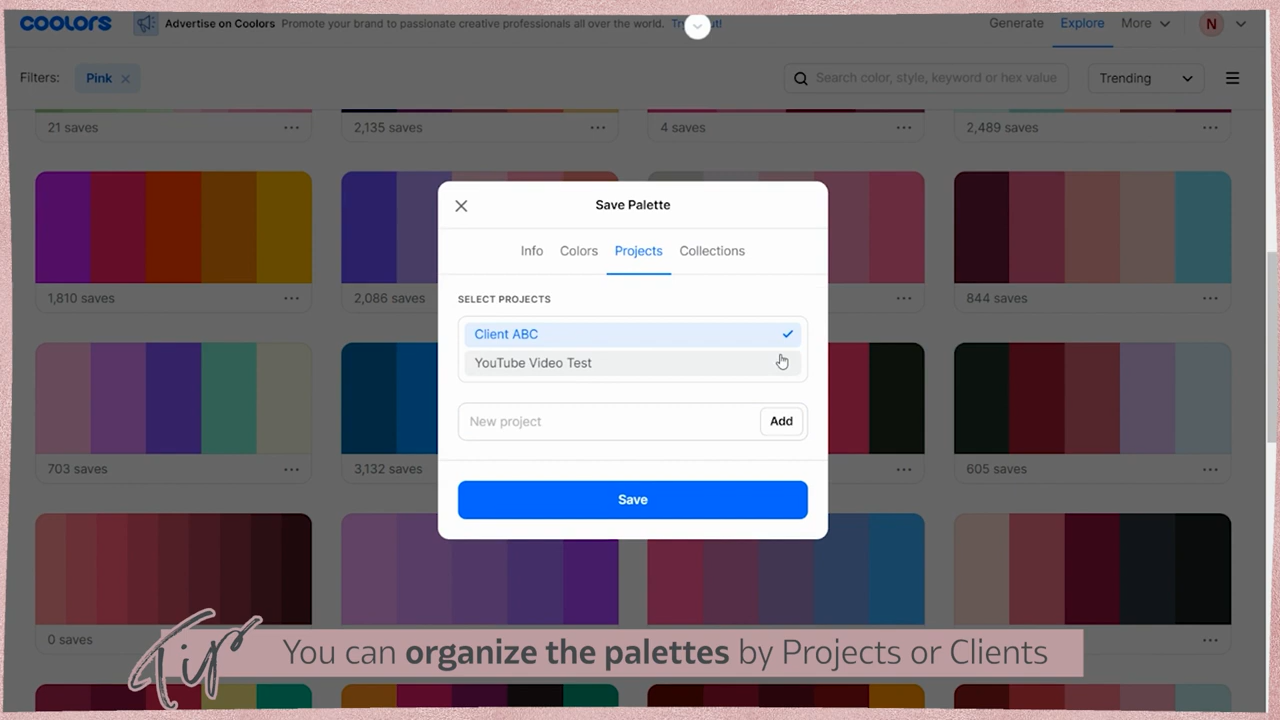 coolors Advertise on Coolors Promote your brand to passionate creative professionals all over the world. Generate Explore More N
Filters: Pink Search color, style, keyword or hex value Trending
21 saves 2,135 saves 4 saves 2,489 saves
Save Palette
Info Colors Projects Collections
1,810 saves 2,086 saves 844 saves
SELECT PROJECTS
Client ABC
YouTube Video Test
New project Add
703 saves 3,132 saves 605 saves
Save
0 saves
Tip You can organize the palettes by Projects or Clients